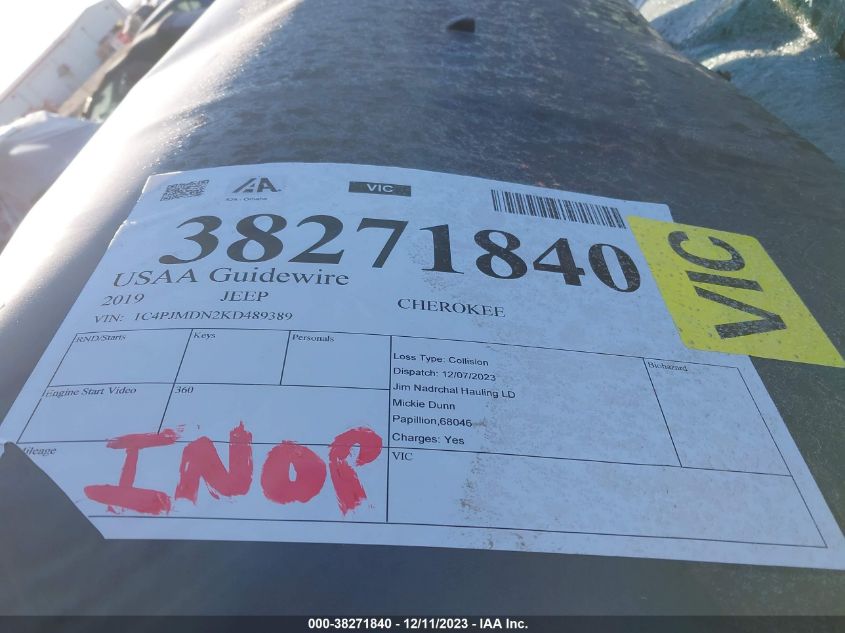 IAA
IAA - Omaha
VIC
38271840
USAA Guidewire
2019 JEEP CHEROKEE
VIN: 1C4PJMDN2KD489389
RND/Starts Keys Personals
Loss Type: Collision
Dispatch: 12/07/2023
Jim Nadrchal Hauling LD
Mickie Dunn
Papillion,68046
Charges: Yes
Biohazard
Engine Start Video 360
Mileage
INOP
VIC
VIC
000-38271840 - 12/11/2023 - IAA Inc.